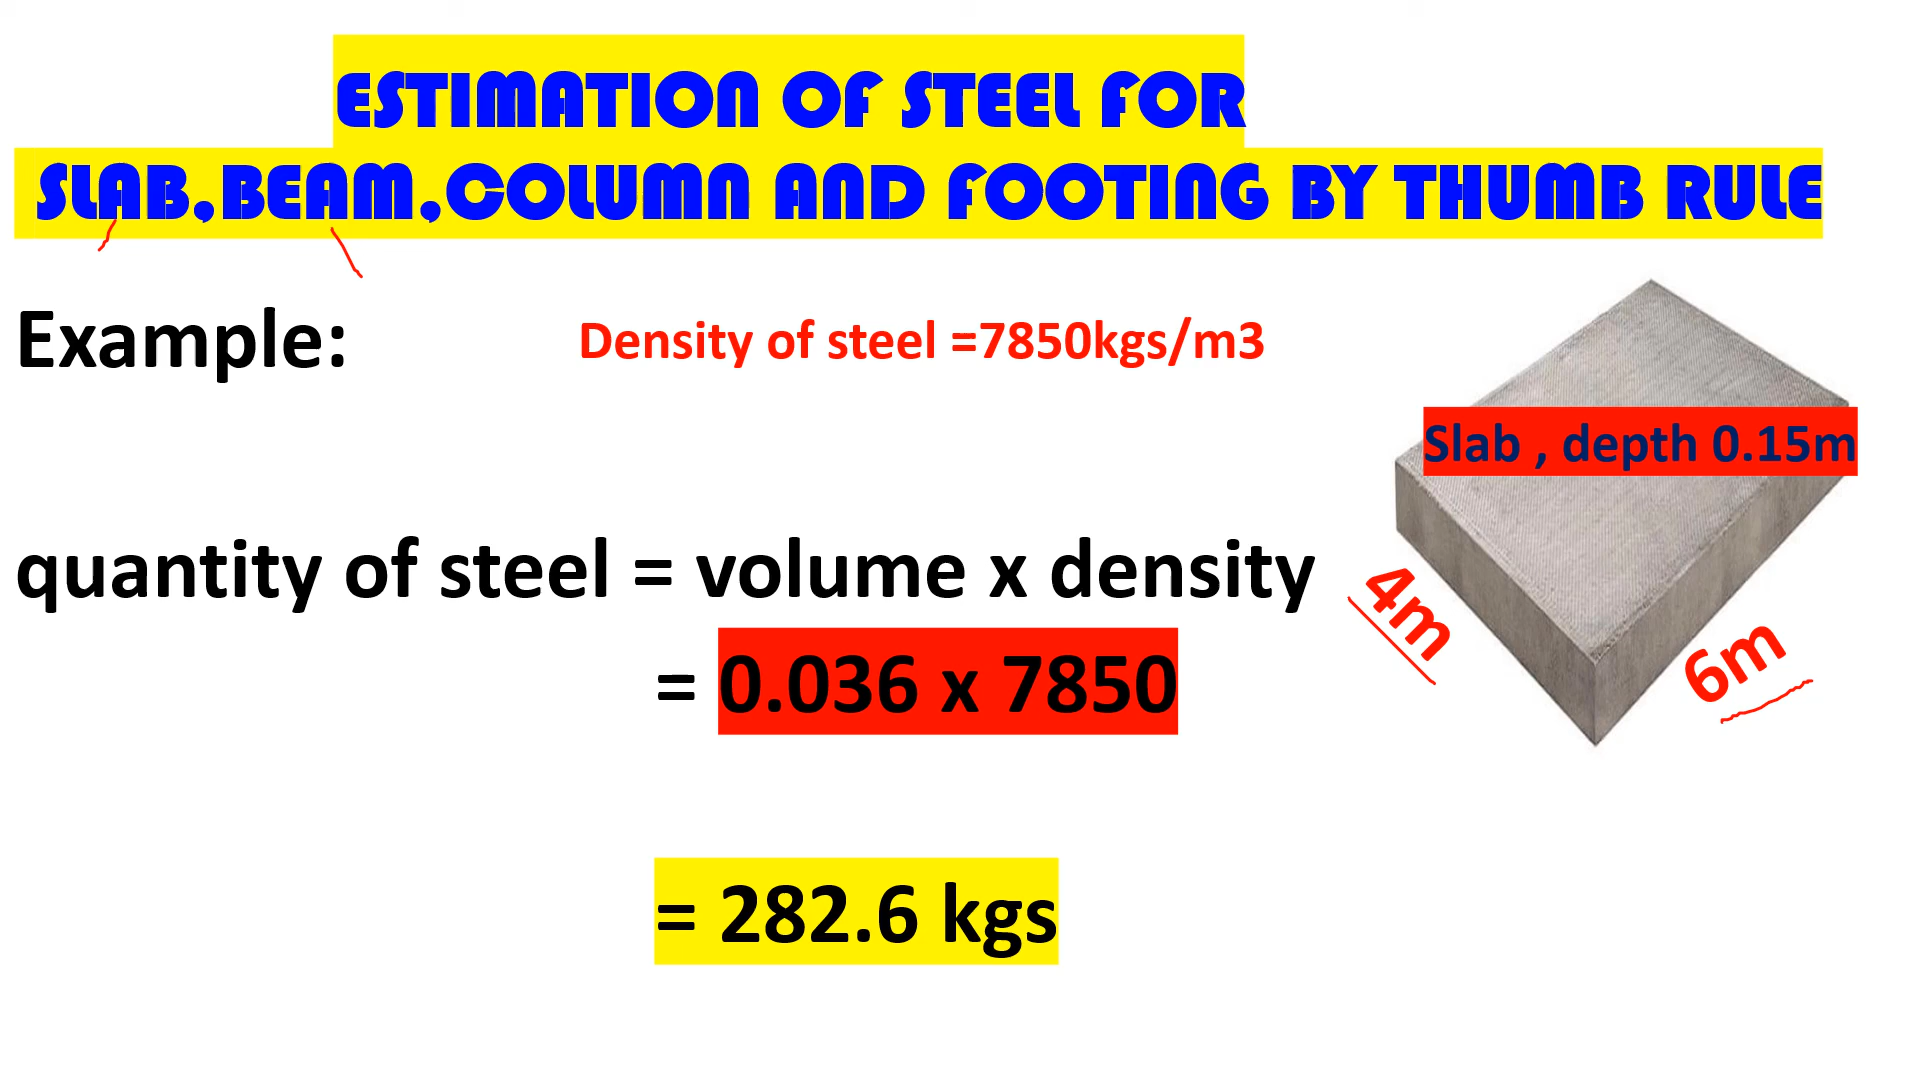 ESTIMATION OF STEEL FOR
SLAB,BEAM,COLUMN AND FOOTING BY THUMB RULE
Example:
Density of steel =7850kgs/m3
Slab , depth 0.15m
quantity of steel = volume x density
4m
6m
= 0.036 x 7850
= 282.6 kgs